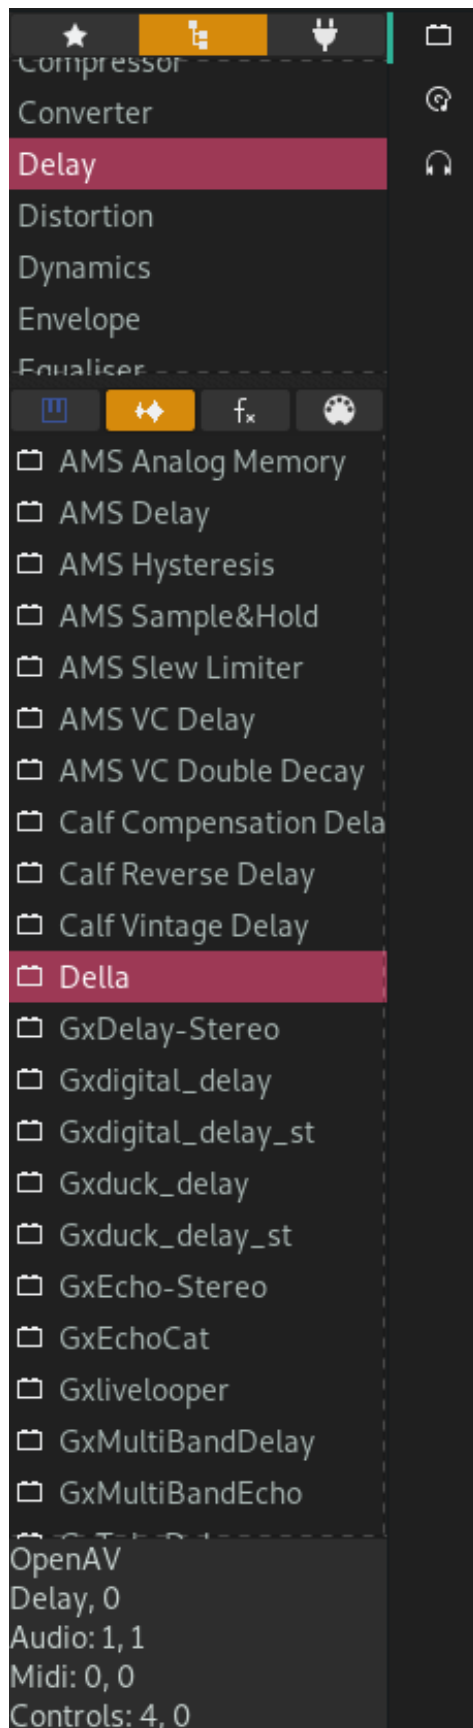 Compressor
Converter
Delay
Distortion
Dynamics
Envelope
Equaliser
fx
AMS Analog Memory
AMS Delay
AMS Hysteresis
AMS Sample&Hold
AMS Slew Limiter
AMS VC Delay
AMS VC Double Decay
Calf Compensation Dela
Calf Reverse Delay
Calf Vintage Delay
Della
GxDelay-Stereo
Gxdigital_delay
Gxdigital_delay_st
Gxduck_delay
Gxduck_delay_st
GxEcho-Stereo
GxEchoCat
Gxlivelooper
GxMultiBandDelay
GxMultiBandEcho
OpenAV
Delay, 0
Audio: 1, 1
Midi: 0, 0
Controls: 4, 0